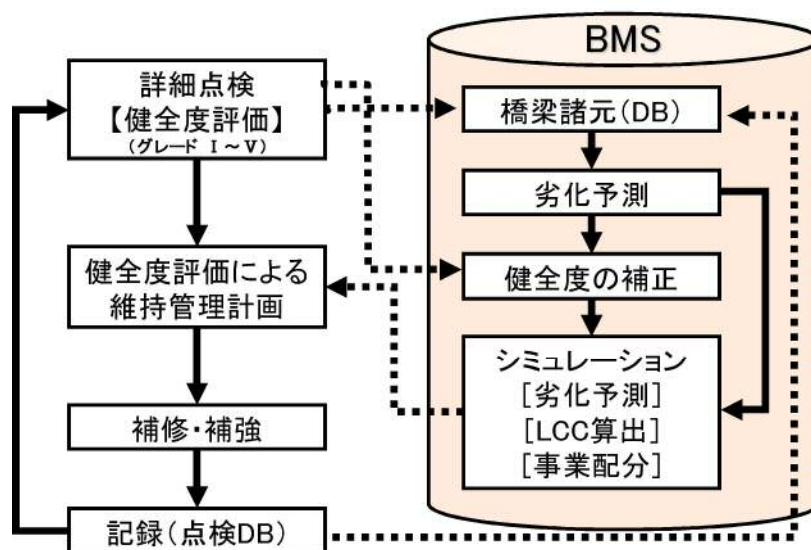 BMS
詳細点検
【健全度評価】
(グレード Ⅰ~Ⅴ)
健全度評価による
維持管理計画
補修・補強
記録(点検DB)
橋梁諸元(DB)
劣化予測
健全度の補正
シミュレーション
[劣化予測]
[LCC算出]
[事業配分]